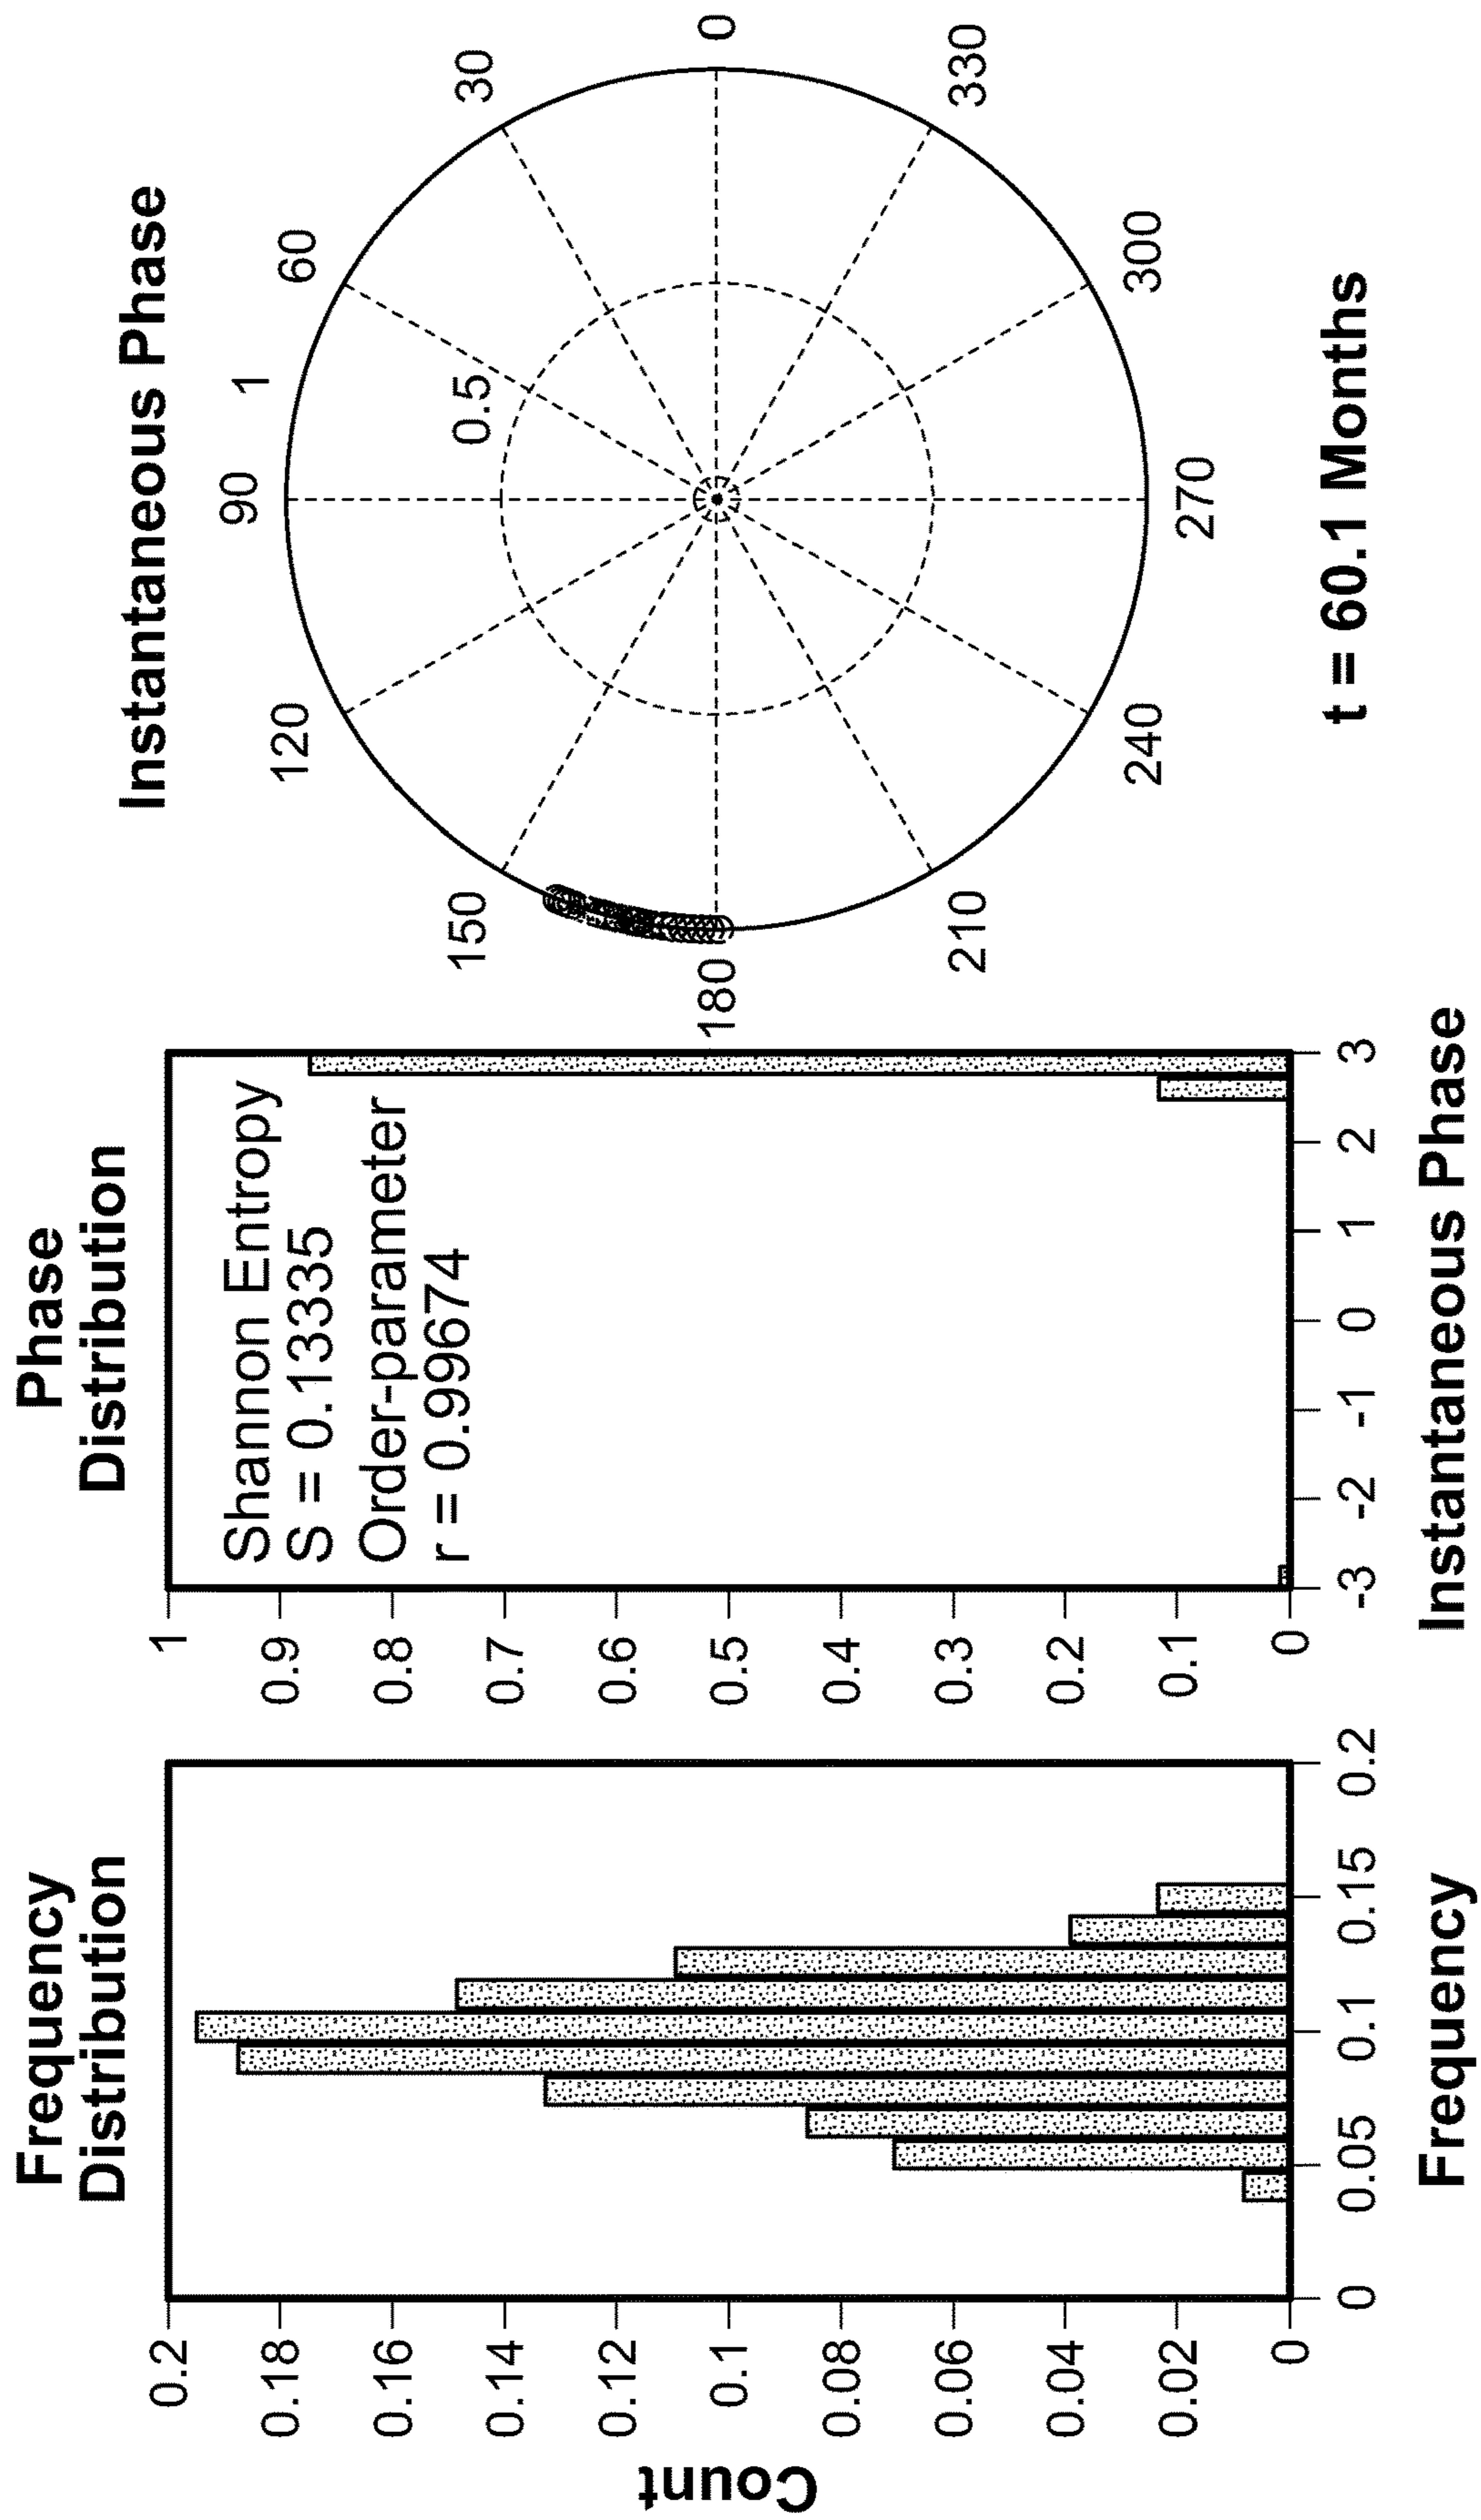 Frequency
Distribution
Count
0.2
0.18
0.16
0.14
0.12
0.1
0.08
0.06
0.04
0.02
0
0 0.05 0.1 0.15 0.2
Frequency
Phase
Distribution
1
0.9
0.8
0.7
0.6
0.5
0.4
0.3
0.2
0.1
0
Shannon Entropy
S = 0.13335
Order-parameter
r = 0.99674
-3 -2 -1 0 1 2 3
Instantaneous Phase
Instantaneous Phase
90
1
120
60
0.5
150
30
180
0
210
330
240
300
270
t = 60.1 Months